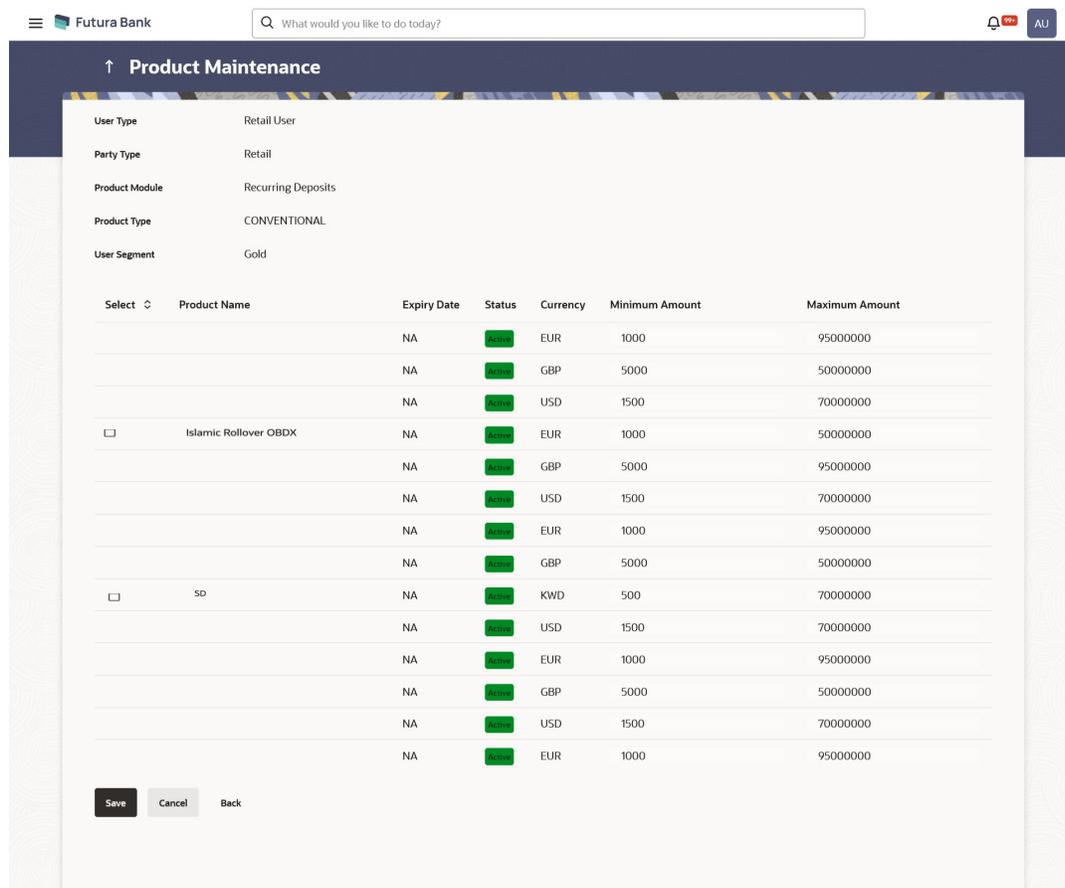 Futura Bank
What would you like to do today?
99+
AU
↑ Product Maintenance
User Type Retail User
Party Type Retail
Product Module Recurring Deposits
Product Type CONVENTIONAL
User Segment Gold
Select Product Name Expiry Date Status Currency Minimum Amount Maximum Amount
NA Active EUR 1000 95000000
NA Active GBP 5000 50000000
NA Active USD 1500 70000000
Islamic Rollover OBDX NA Active EUR 1000 50000000
NA Active GBP 5000 95000000
NA Active USD 1500 70000000
NA Active EUR 1000 95000000
NA Active GBP 5000 50000000
SD NA Active KWD 500 70000000
NA Active USD 1500 70000000
NA Active EUR 1000 95000000
NA Active GBP 5000 50000000
NA Active USD 1500 70000000
NA Active EUR 1000 95000000
Save Cancel Back